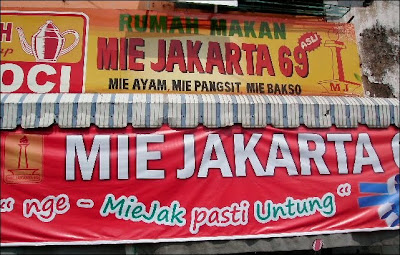 RUMAH MAKAN
MIE JAKARTA 69
ASLI
MIE AYAM, MIE PANGSIT, MIE BAKSO
M.J
OCI
MIE JAKARTA
" nge - MieJak pasti Untung "